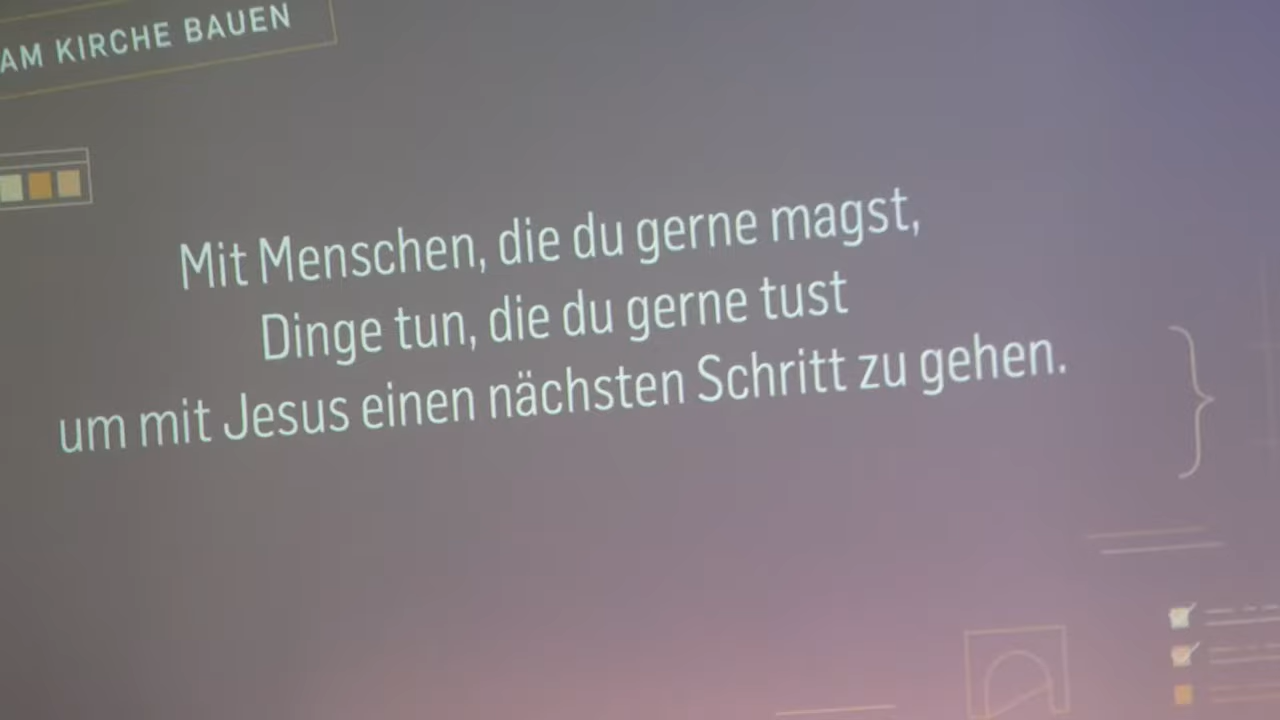 AM KIRCHE BAUEN
Mit Menschen, die du gerne magst,
Dinge tun, die du gerne tust
um mit Jesus einen nächsten Schritt zu gehen.